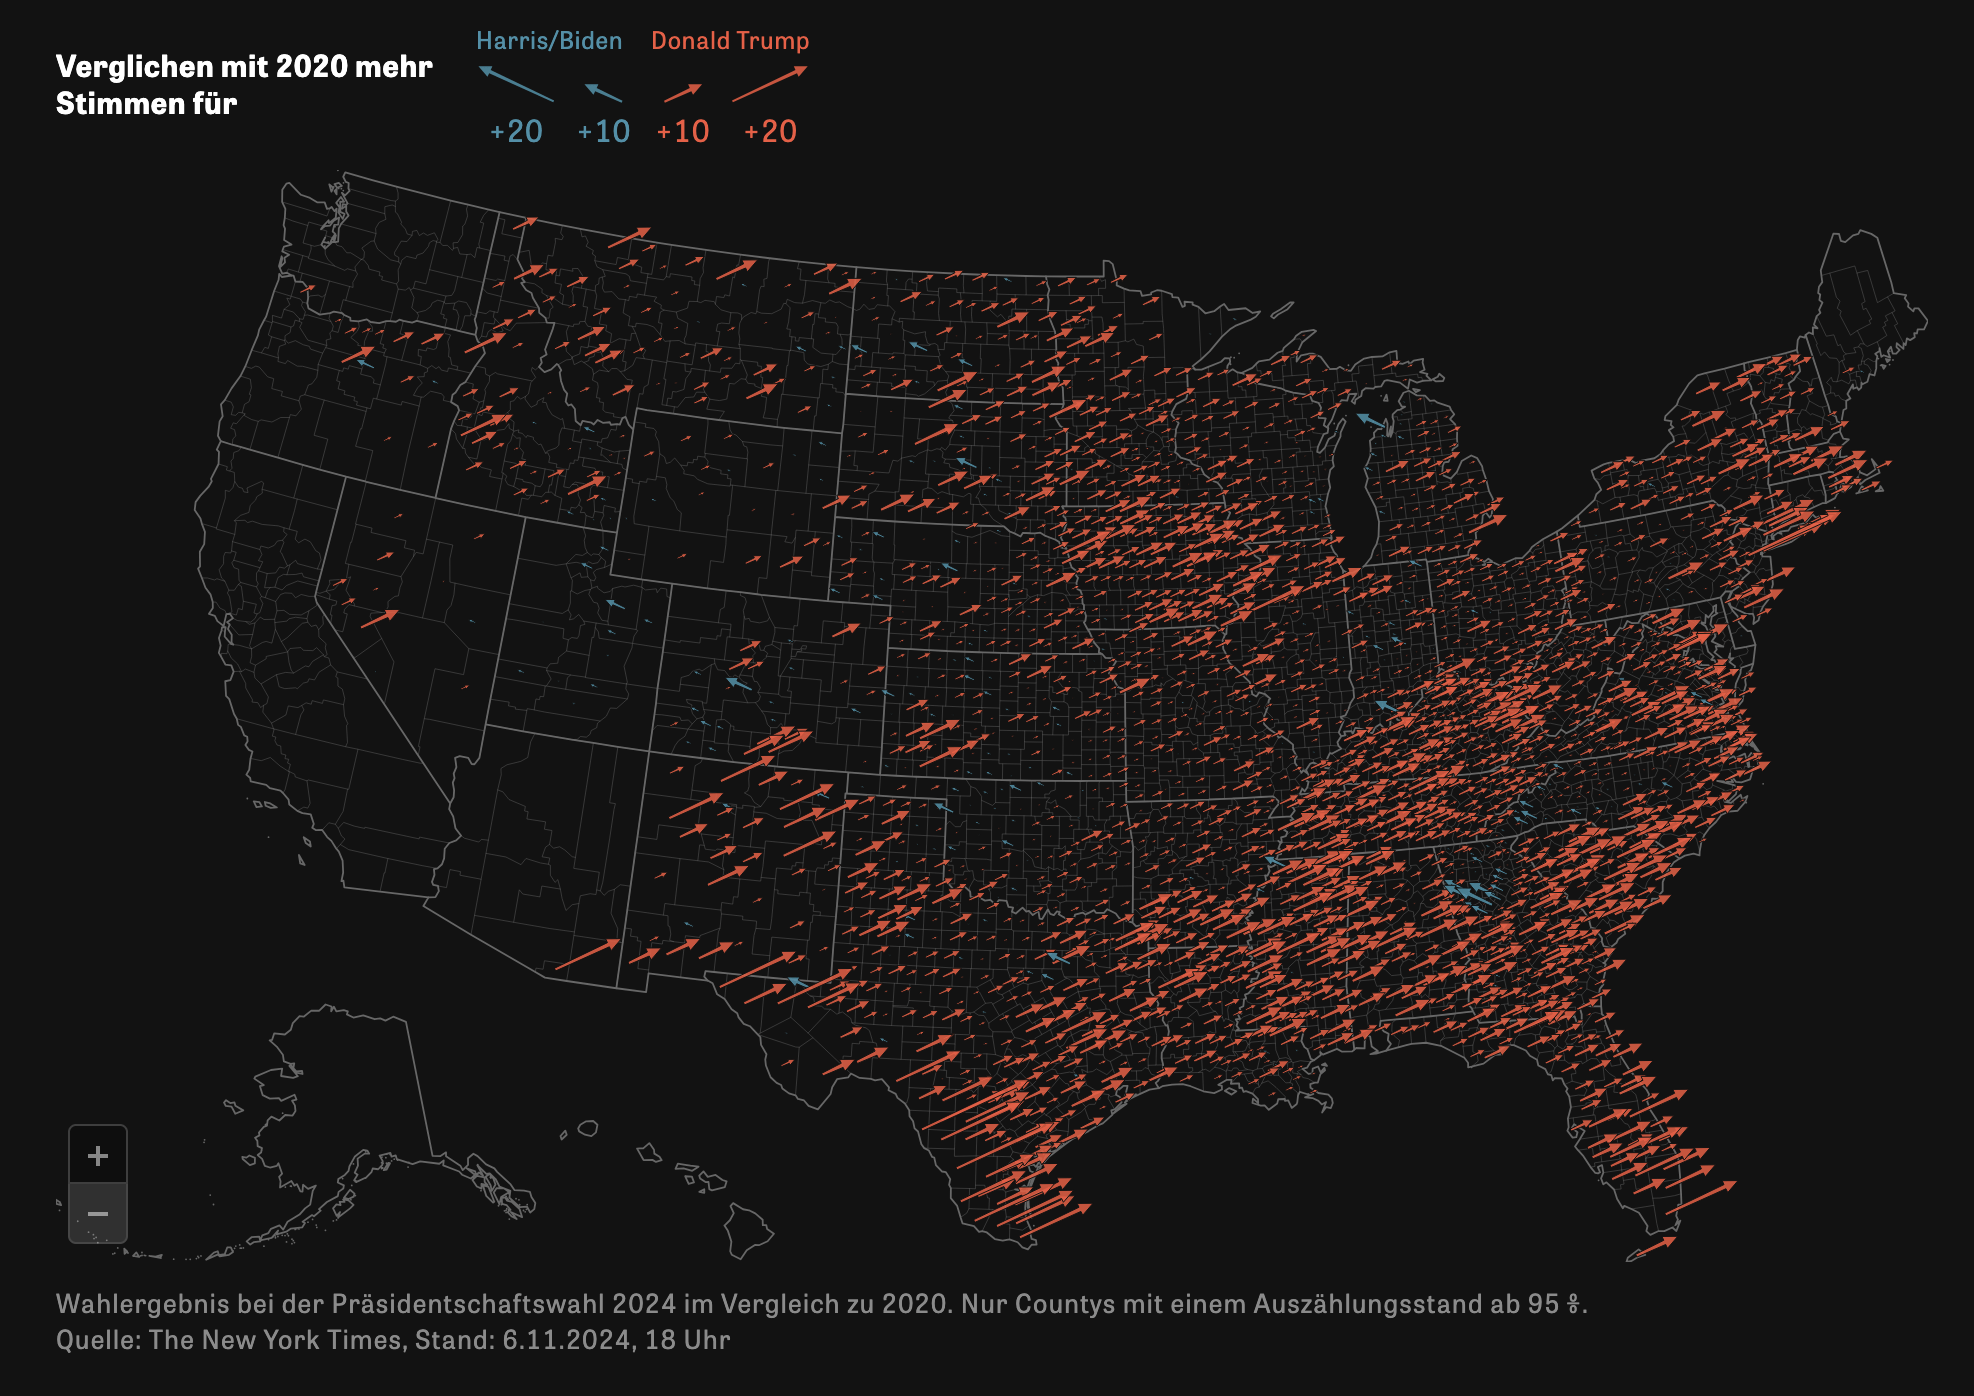 Verglichen mit 2020 mehr
Stimmen für
Harris/Biden Donald Trump
+20 +10 +10 +20
+
−
Wahlergebnis bei der Präsidentschaftswahl 2024 im Vergleich zu 2020. Nur Countys mit einem Auszählungsstand ab 95 %.
Quelle: The New York Times, Stand: 6.11.2024, 18 Uhr